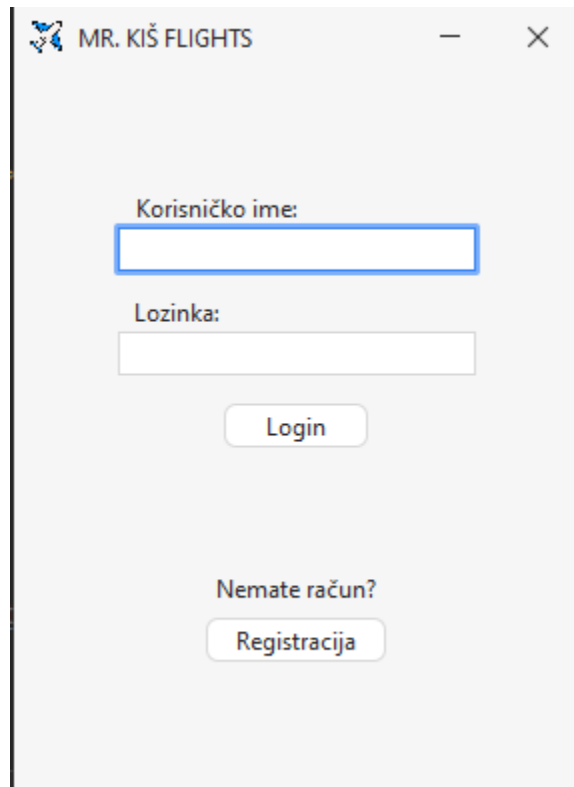 MR. KIŠ FLIGHTS
Korisničko ime:
Lozinka:
Login
Nemate račun?
Registracija